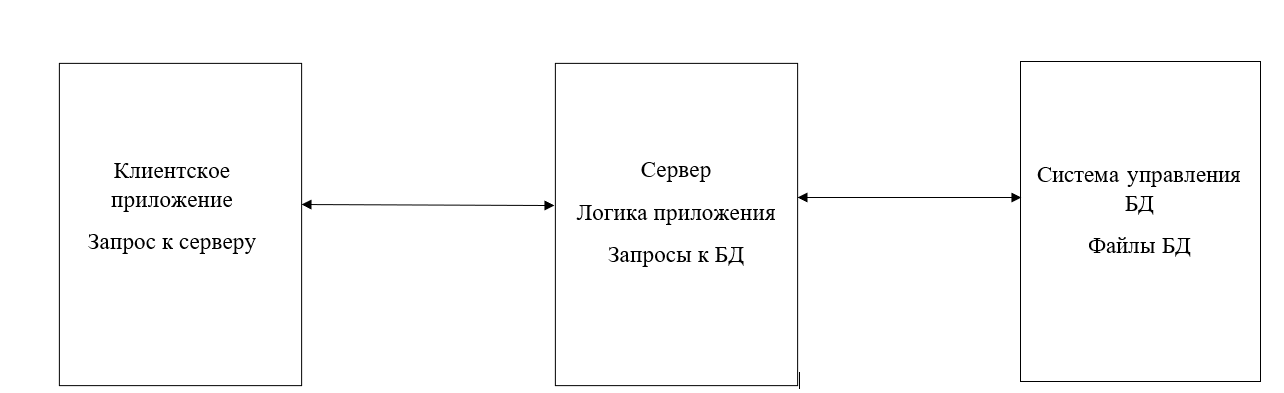 Клиентское
приложение
Запрос к серверу
Сервер
Логика приложения
Запросы к БД
Система управления
БД
Файлы БД